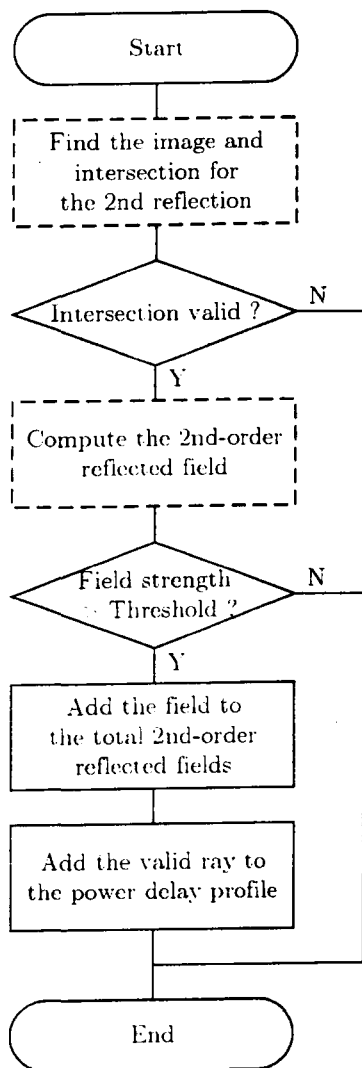 Start
Find the image and
intersection for
the 2nd reflection
Intersection valid ?
N
Y
Compute the 2nd-order
reflected field
Field strength
Threshold ?
N
Y
Add the field to
the total 2nd-order
reflected fields
Add the valid ray to
the power delay profile
End